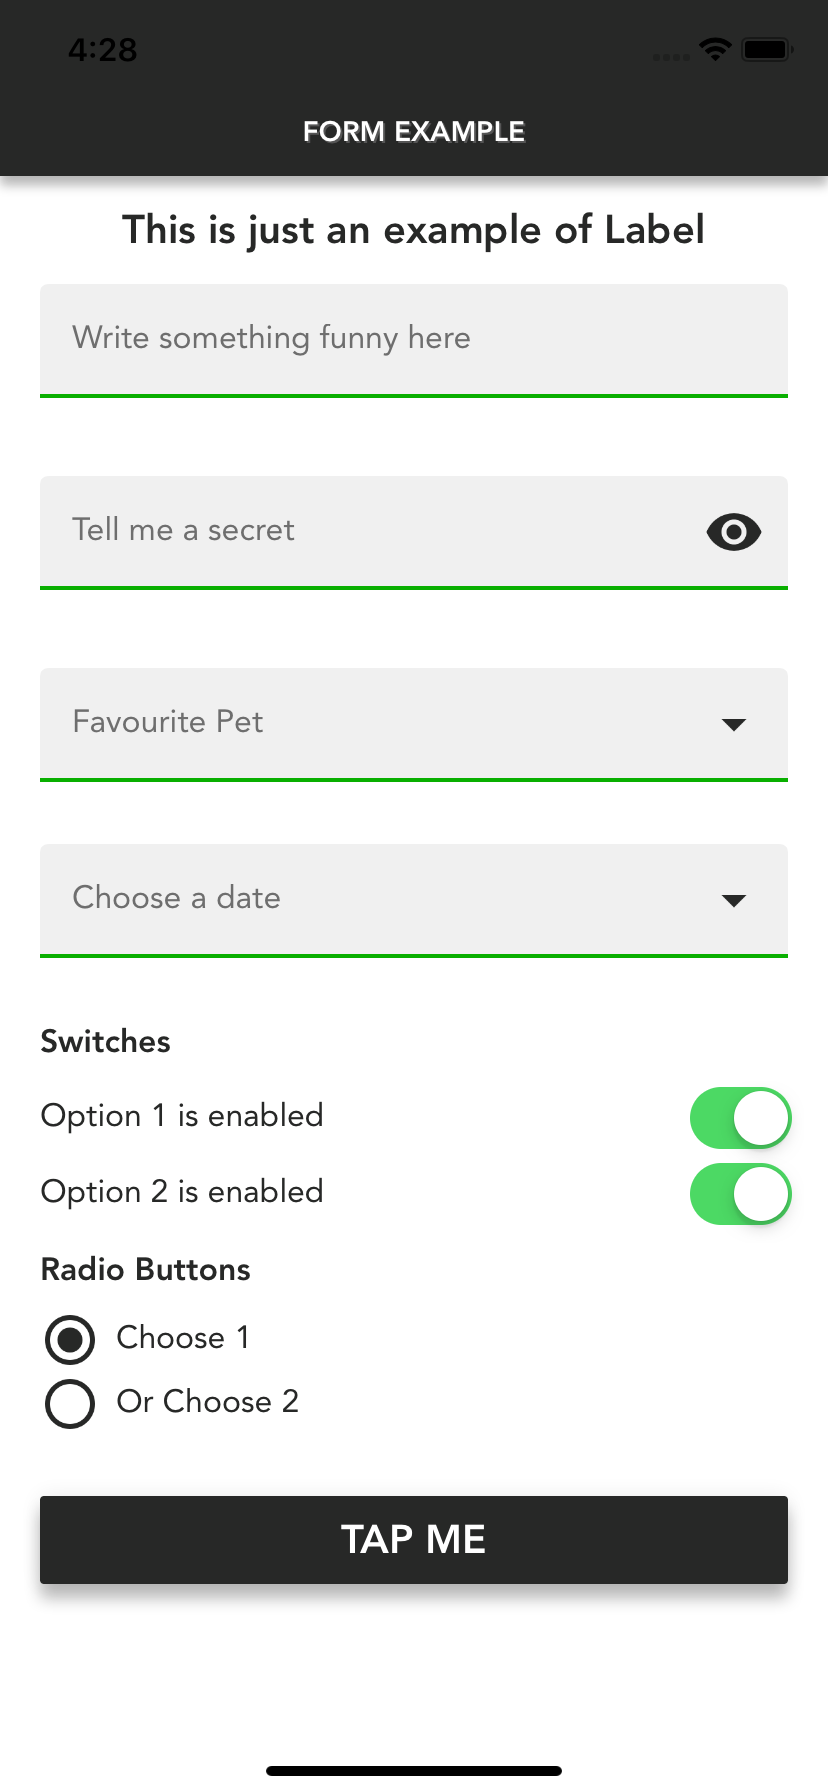 4:28
FORM EXAMPLE
This is just an example of Label
Write something funny here
Tell me a secret
Favourite Pet
Choose a date
Switches
Option 1 is enabled
Option 2 is enabled
Radio Buttons
Choose 1
Or Choose 2
TAP ME